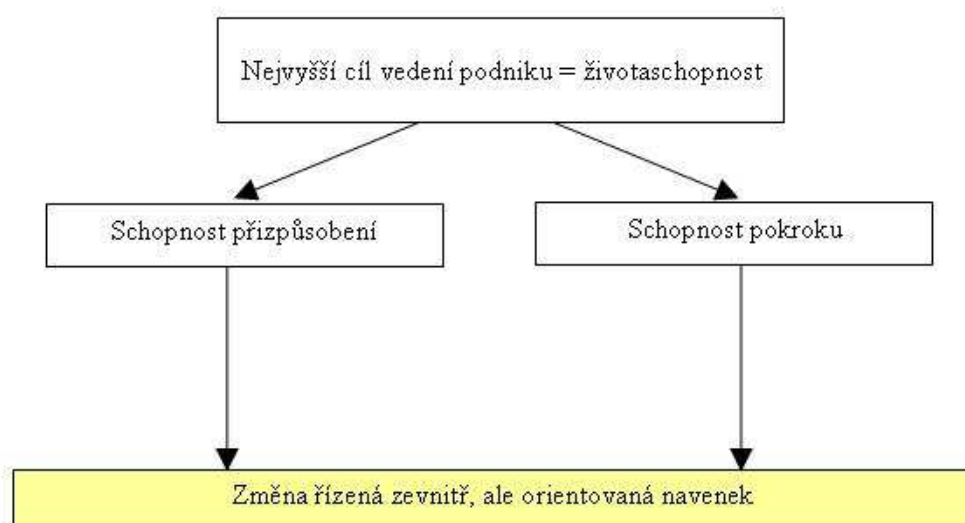 Nejvyšší cíl vedení podniku = životaschopnost
Schopnost přizpůsobení
Schopnost pokroku
Změna řízená zevnitř, ale orientovaná navenek